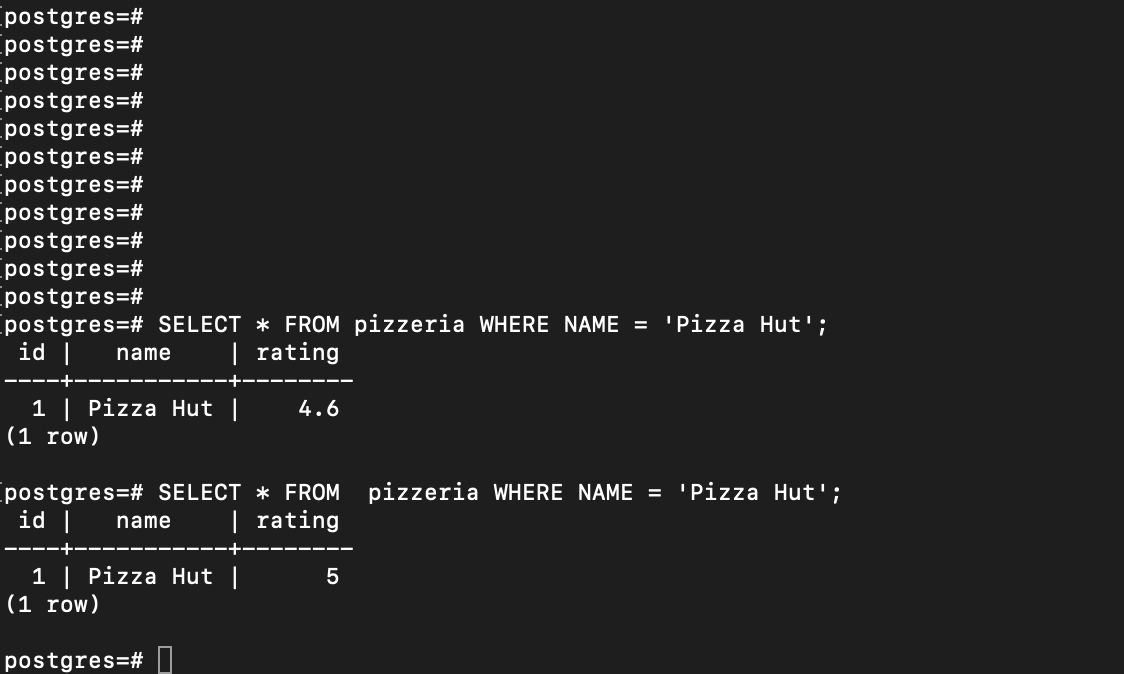 postgres=#
postgres=#
postgres=#
postgres=#
postgres=#
postgres=#
postgres=#
postgres=#
postgres=#
postgres=#
postgres=#
postgres=# SELECT * FROM pizzeria WHERE NAME = 'Pizza Hut';
 id |   name    | rating
----+-----------+--------
  1 | Pizza Hut |    4.6
(1 row)

postgres=# SELECT * FROM  pizzeria WHERE NAME = 'Pizza Hut';
 id |   name    | rating
----+-----------+--------
  1 | Pizza Hut |      5
(1 row)

postgres=#